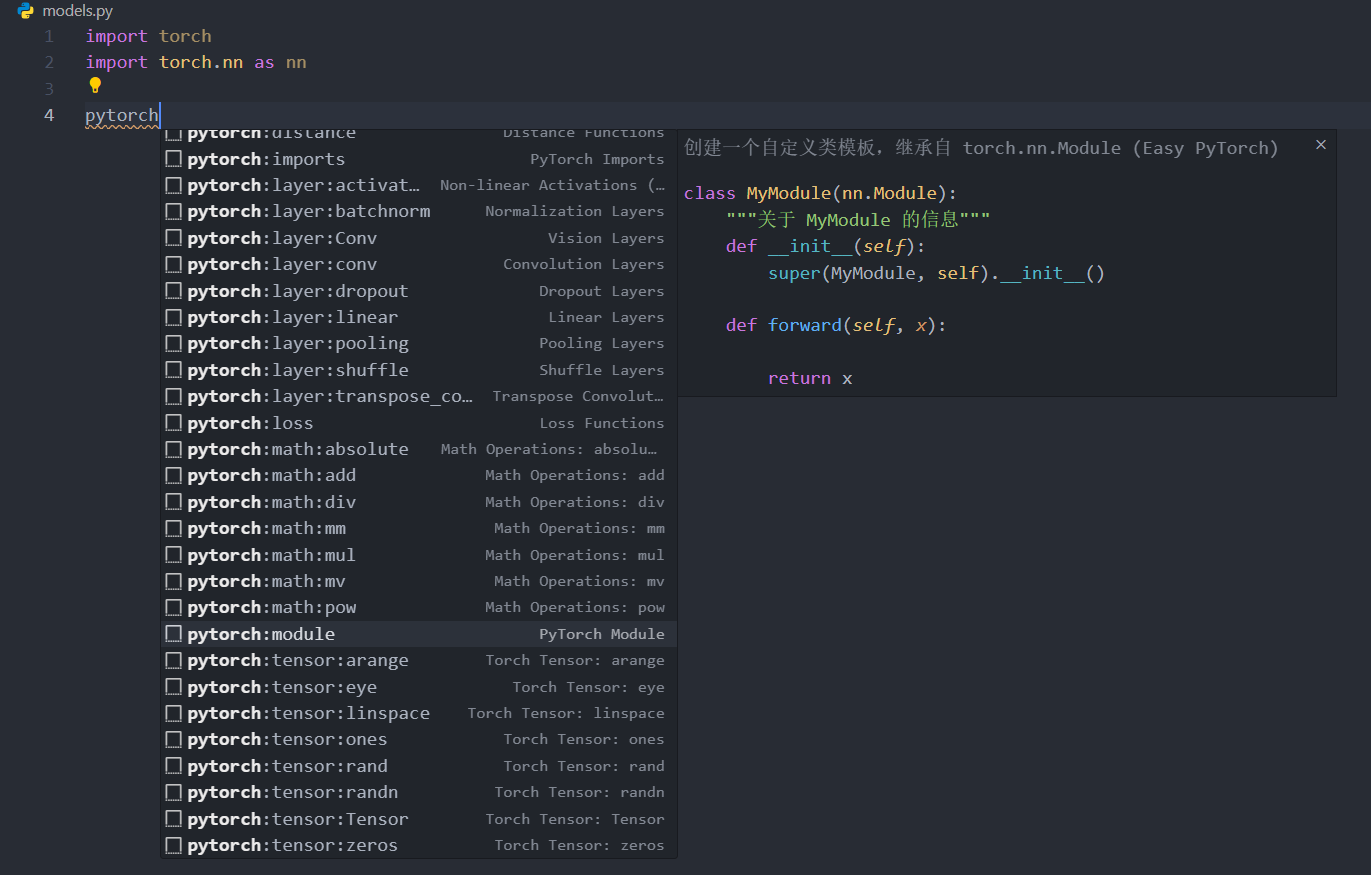 models.py
1 import torch
2 import torch.nn as nn
3
4 pytorch
pytorch:distance Distance Functions
pytorch:imports PyTorch Imports
pytorch:layer:activat… Non-linear Activations (…
pytorch:layer:batchnorm Normalization Layers
pytorch:layer:Conv Vision Layers
pytorch:layer:conv Convolution Layers
pytorch:layer:dropout Dropout Layers
pytorch:layer:linear Linear Layers
pytorch:layer:pooling Pooling Layers
pytorch:layer:shuffle Shuffle Layers
pytorch:layer:transpose_co… Transpose Convolut…
pytorch:loss Loss Functions
pytorch:math:absolute Math Operations: absolu…
pytorch:math:add Math Operations: add
pytorch:math:div Math Operations: div
pytorch:math:mm Math Operations: mm
pytorch:math:mul Math Operations: mul
pytorch:math:mv Math Operations: mv
pytorch:math:pow Math Operations: pow
pytorch:module PyTorch Module
pytorch:tensor:arange Torch Tensor: arange
pytorch:tensor:eye Torch Tensor: eye
pytorch:tensor:linspace Torch Tensor: linspace
pytorch:tensor:ones Torch Tensor: ones
pytorch:tensor:rand Torch Tensor: rand
pytorch:tensor:randn Torch Tensor: randn
pytorch:tensor:Tensor Torch Tensor: Tensor
pytorch:tensor:zeros Torch Tensor: zeros
创建一个自定义类模板，继承自 torch.nn.Module (Easy PyTorch)
class MyModule(nn.Module):
    """关于 MyModule 的信息"""
    def __init__(self):
        super(MyModule, self).__init__()
    def forward(self, x):
        return x